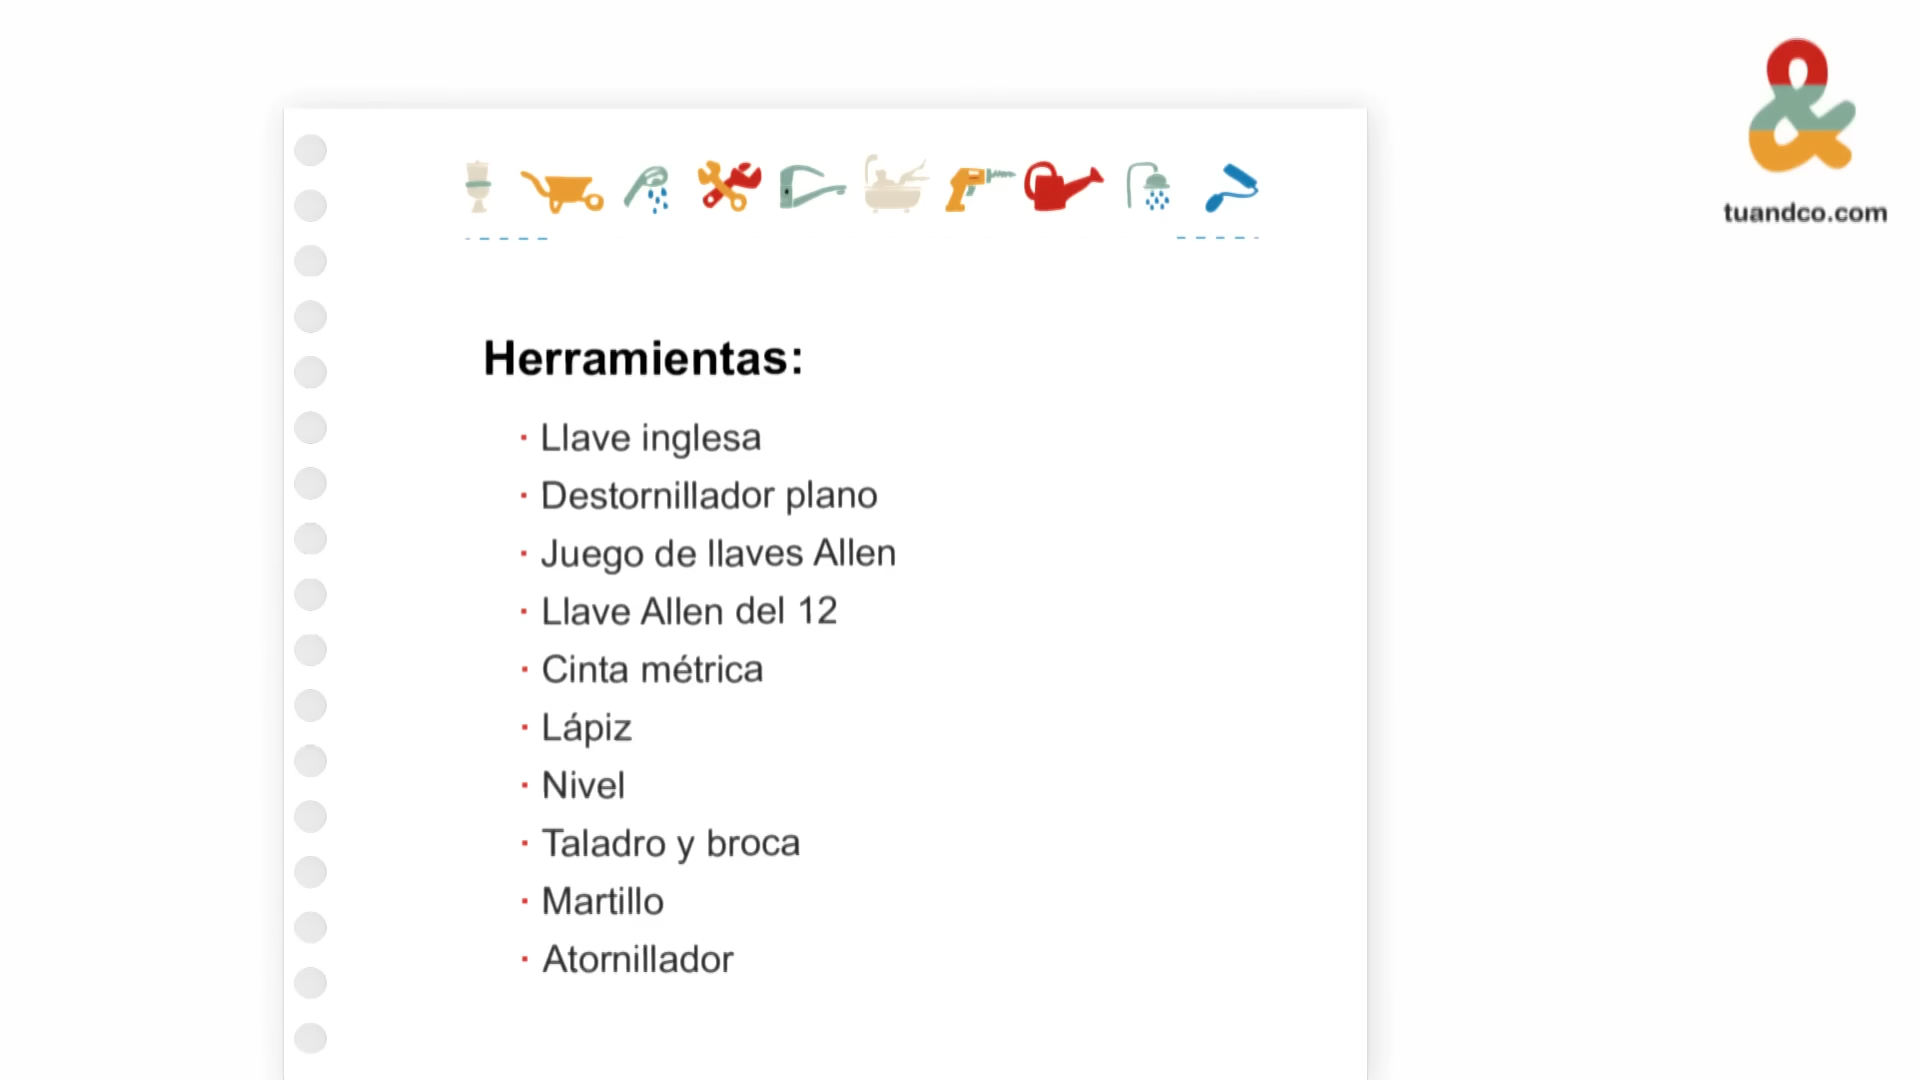 tuandco.com
Herramientas:
· Llave inglesa
· Destornillador plano
· Juego de llaves Allen
· Llave Allen del 12
· Cinta métrica
· Lápiz
· Nivel
· Taladro y broca
· Martillo
· Atornillador